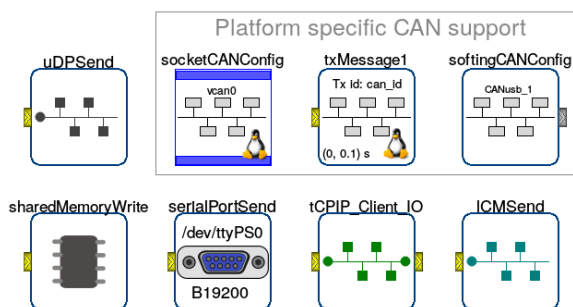 Platform specific CAN support
uDPSend
socketCANConfig
txMessage1
softingCANConfig
vcan0
Tx id: can_id
CANusb_1
(0, 0.1) s
sharedMemoryWrite
serialPortSend
tCPIP_Client_IO
ICMSend
/dev/ttyPS0
B19200